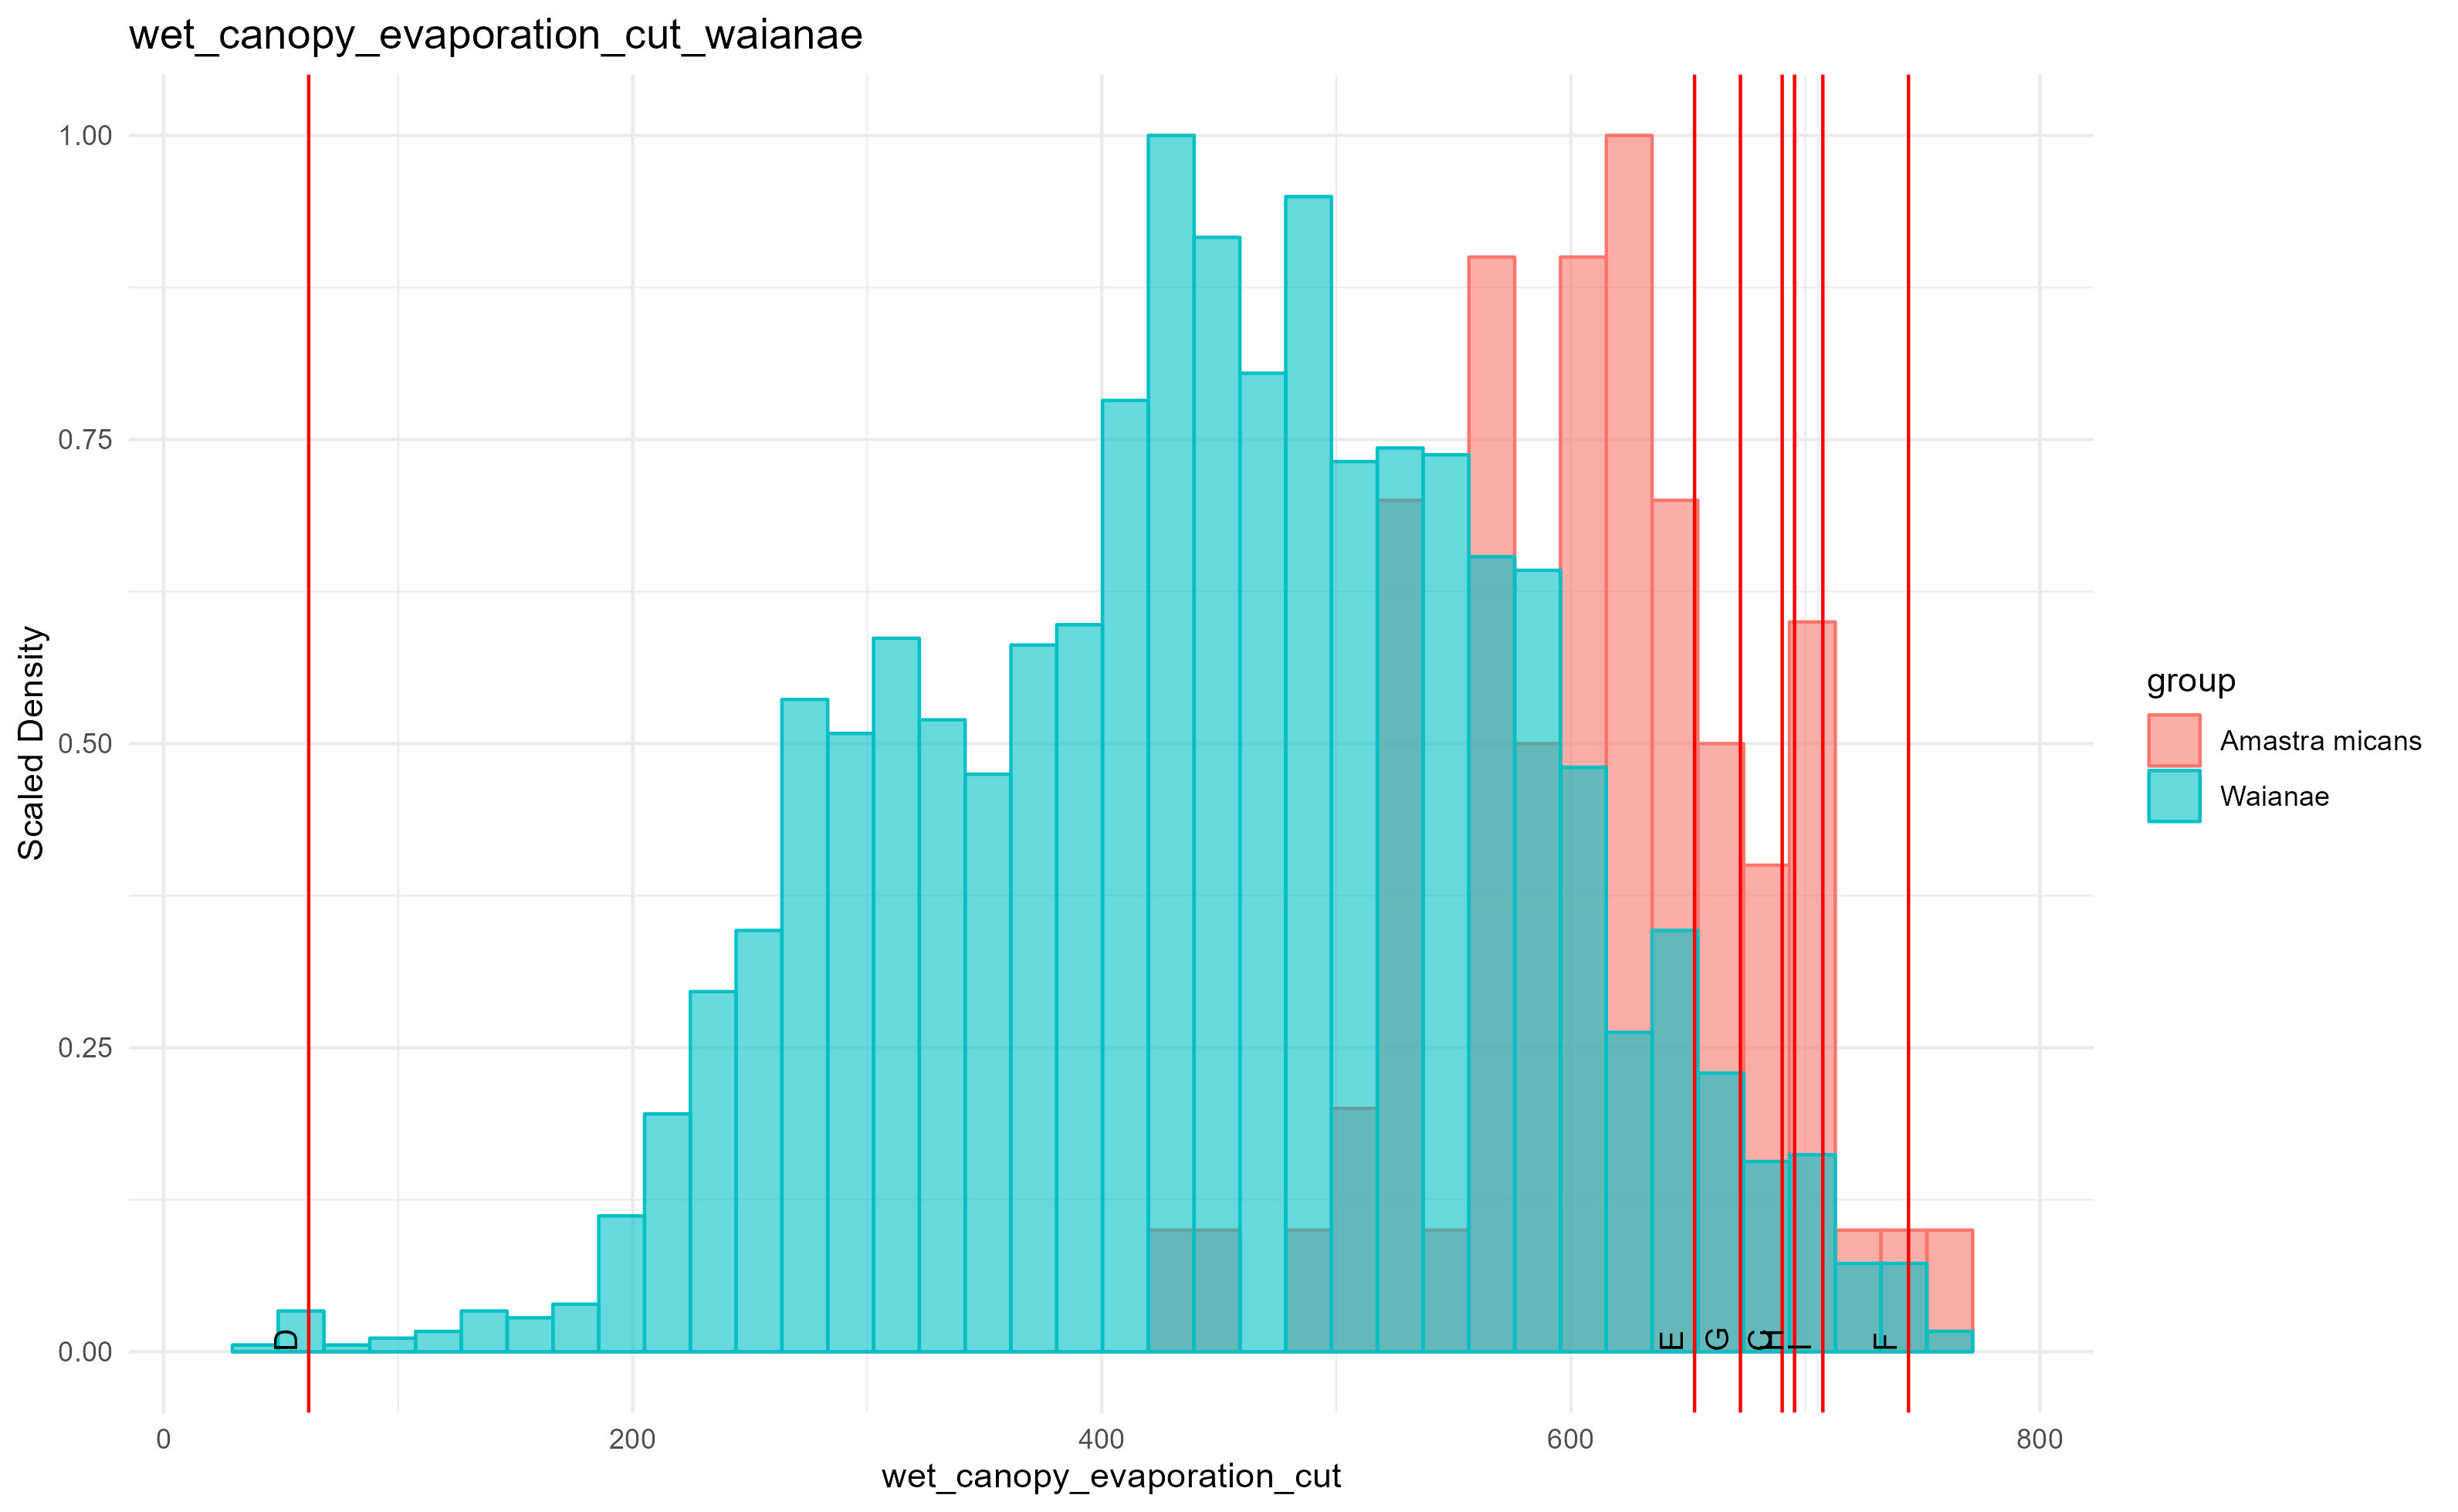 wet_canopy_evaporation_cut_waianae
1.00
0.75
0.50
0.25
0.00
Scaled Density
D
E
G
C
H
I
F
0
200
400
600
800
wet_canopy_evaporation_cut
group
Amastra micans
Waianae